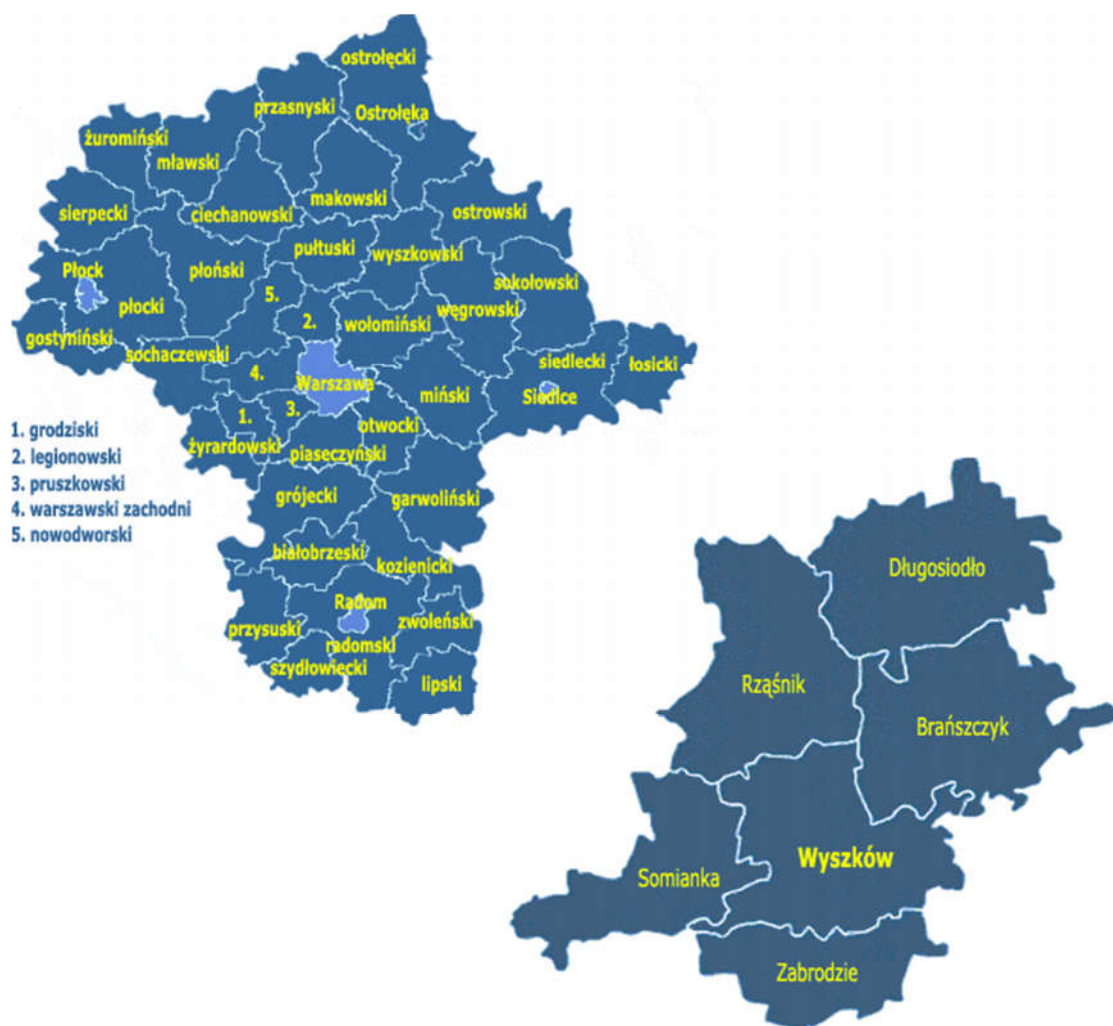 ostrołęcki
przasnyski
Ostrołęka
żuromiński
mławski
makowski
sierpecki
ciechanowski
ostrowski
pułtuski
wyszkowski
Płock
płoński
sokołowski
płocki
5.
węgrowski
2.
wołomiński
gostyniński
sochaczewski
siedlecki
łosicki
4.
Warszawa
miński
Siedlce
1.
3.
otwocki
żyrardowski
piaseczyński
1. grodziski
2. legionowski
3. pruszkowski
4. warszawski zachodni
5. nowodworski
grójecki
garwoliński
białobrzeski
kozienicki
Radom
przysuski
zwoleński
radomski
szydłowiecki
lipski
Długosiodło
Rząśnik
Brańszczyk
Wyszków
Somianka
Zabrodzie